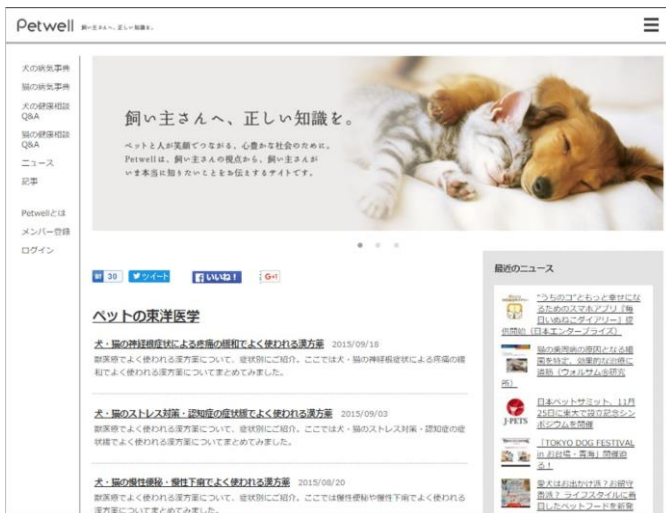 Petwell 飼い主さんへ、正しい知識を。
犬の病気事典
猫の病気事典
犬の健康相談
Q&A
猫の健康相談
Q&A
ニュース
記事
Petwellとは
メンバー登録
ログイン
飼い主さんへ、正しい知識を。
ペットと人が笑顔でつながる、心豊かな社会のために。
Petwellは、飼い主さんの視点から、飼い主さんが
いま本当に知りたいことをお伝えするサイトです。
B! 30 ツイート いいね！ G+1
ペットの東洋医学
犬・猫の神経根症状による疼痛の緩和でよく使われる漢方薬 2015/09/18
獣医療でよく使われる漢方薬について、症状別にご紹介。ここでは犬・猫の神経根症状による疼痛の緩
和でよく使われる漢方薬についてまとめてみました。
犬・猫のストレス対策・認知症の症状緩でよく使われる漢方薬 2015/09/03
獣医療でよく使われる漢方薬について、症状別にご紹介。ここでは犬・猫のストレス対策・認知症の症
状緩でよく使われる漢方薬についてまとめてみました。
犬・猫の慢性便秘・慢性下痢でよく使われる漢方薬 2015/08/20
獣医療でよく使われる漢方薬について、症状別にご紹介。ここでは慢性便秘や慢性下痢でよく使われる
漢方薬についてまとめてみました。
最近のニュース
“うちのコ”ともっと幸せにな
るためのスマホアプリ『毎
日いぬねこダイアリー』提
供開始（日本エンタープライズ）
猫の歯周病の原因となる細
菌を特定、効果的な治療に
道筋（ウォルサム®研究
所）
J-PETS
日本ペットサミット、11月
25日に東大で設立記念シン
ポジウムを開催
「TOKYO DOG FESTIVAL
in お台場・青海」開催迫
る！
愛犬はお出かけ派？お留守
番派？ ライフスタイルに着
目したペットフードを新発